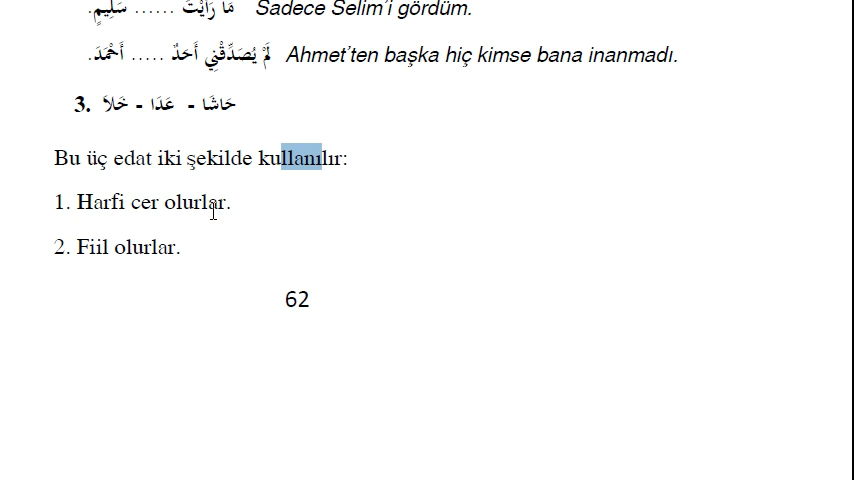 مَا رَأَيْتُ ...... سَلِيمٍ. Sadece Selim'i gördüm.
لَمْ يُصَدِّقْنِي أَحَدٌ ..... أَحْمَدَ. Ahmet'ten başka hiç kimse bana inanmadı.
3. حَاشَا - عَدَا - خَلاَ
Bu üç edat iki şekilde kullanılır:
1. Harfi cer olurlar.
2. Fiil olurlar.
62